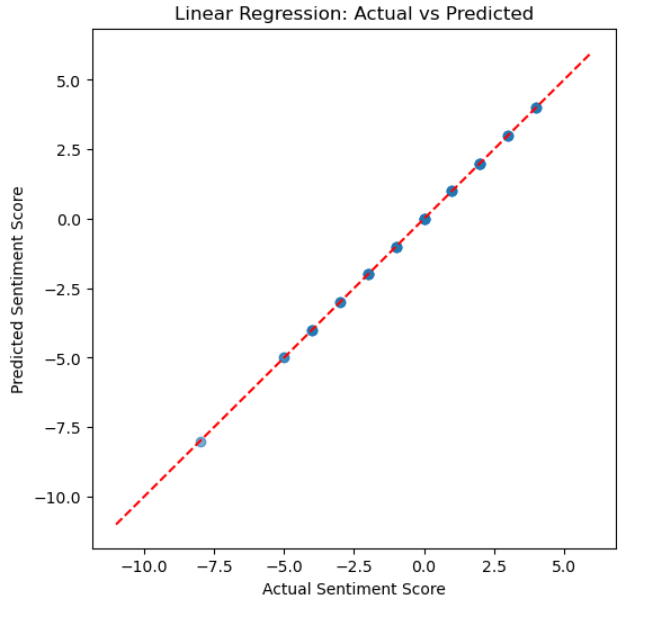 Linear Regression: Actual vs Predicted
5.0
2.5
0.0
−2.5
−5.0
−7.5
−10.0
Predicted Sentiment Score
−10.0 −7.5 −5.0 −2.5 0.0 2.5 5.0
Actual Sentiment Score